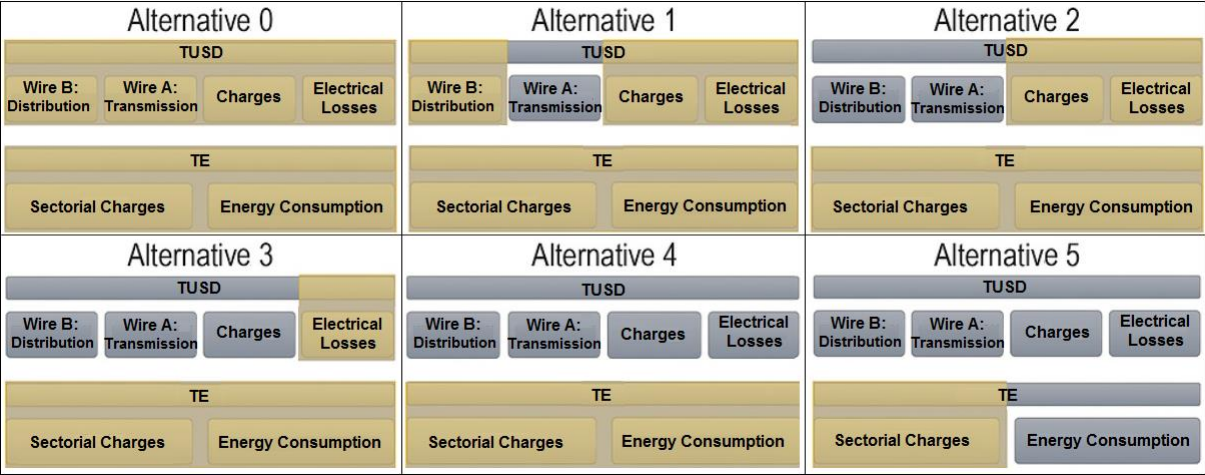 Alternative 0
TUSD
Wire B:
Distribution
Wire A:
Transmission
Charges
Electrical
Losses
TE
Sectorial Charges
Energy Consumption
Alternative 1
TUSD
Wire B:
Distribution
Wire A:
Transmission
Charges
Electrical
Losses
TE
Sectorial Charges
Energy Consumption
Alternative 2
TUSD
Wire B:
Distribution
Wire A:
Transmission
Charges
Electrical
Losses
TE
Sectorial Charges
Energy Consumption
Alternative 3
TUSD
Wire B:
Distribution
Wire A:
Transmission
Charges
Electrical
Losses
TE
Sectorial Charges
Energy Consumption
Alternative 4
TUSD
Wire B:
Distribution
Wire A:
Transmission
Charges
Electrical
Losses
TE
Sectorial Charges
Energy Consumption
Alternative 5
TUSD
Wire B:
Distribution
Wire A:
Transmission
Charges
Electrical
Losses
TE
Sectorial Charges
Energy Consumption